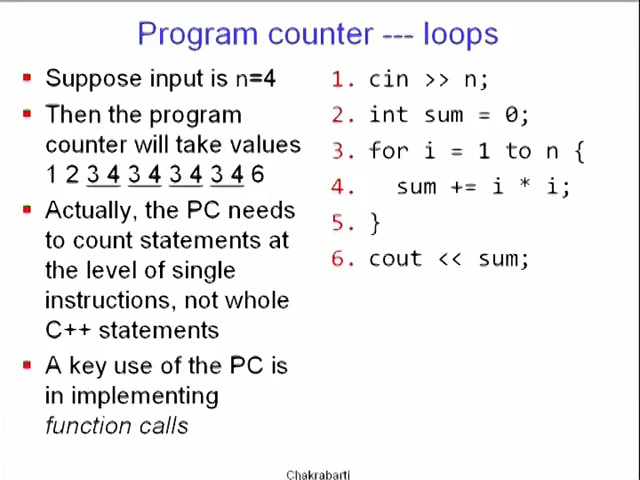 Program counter --- loops
Suppose input is n=4
Then the program
counter will take values
1 2 3 4 3 4 3 4 3 4 6
Actually, the PC needs
to count statements at
the level of single
instructions, not whole
C++ statements
A key use of the PC is
in implementing
function calls
1. cin >> n;
2. int sum = 0;
3. for i = 1 to n {
4. sum += i * i;
5. }
6. cout << sum;
Chakrabarti